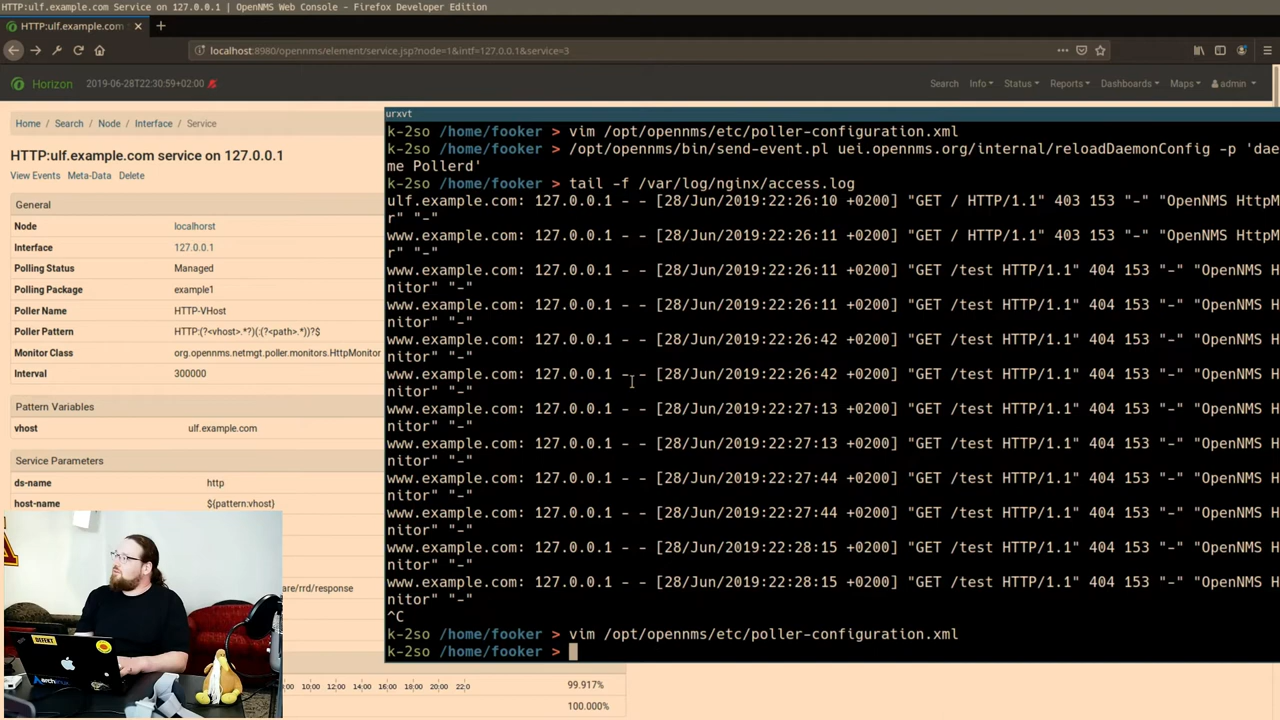 HTTP:ulf.example.com Service on 127.0.0.1 | OpenNMS Web Console - Firefox Developer Edition
HTTP:ulf.example.com
localhost:8980/opennms/element/service.jsp?node=1&intf=127.0.0.1&service=3
Horizon 2019-06-28T22:30:59+02:00 Search Info Status Reports Dashboards Maps admin
Home Search Node Interface Service
HTTP:ulf.example.com service on 127.0.0.1
View Events Meta-Data Delete
General
Node localhorst
Interface 127.0.0.1
Polling Status Managed
Polling Package example1
Poller Name HTTP-VHost
Poller Pattern HTTP:(?<vhost>.*?)(:(?<path>.*))?$
Monitor Class org.opennms.netmgt.poller.monitors.HttpMonitor
Interval 300000
Pattern Variables
vhost ulf.example.com
Service Parameters
ds-name http
host-name ${pattern:vhost}
are/rrd/response
:00 10:00 12:00 14:00 16:00 18:00 20:00 22:0 99.917%
100.000%
urxvt
k-2so /home/fooker > vim /opt/opennms/etc/poller-configuration.xml
k-2so /home/fooker > /opt/opennms/bin/send-event.pl uei.opennms.org/internal/reloadDaemonConfig -p 'dae
me Pollerd'
k-2so /home/fooker > tail -f /var/log/nginx/access.log
ulf.example.com: 127.0.0.1 - - [28/Jun/2019:22:26:10 +0200] "GET / HTTP/1.1" 403 153 "-" "OpenNMS HttpM
r" "-"
www.example.com: 127.0.0.1 - - [28/Jun/2019:22:26:11 +0200] "GET / HTTP/1.1" 403 153 "-" "OpenNMS HttpM
r" "-"
www.example.com: 127.0.0.1 - - [28/Jun/2019:22:26:11 +0200] "GET /test HTTP/1.1" 404 153 "-" "OpenNMS H
nitor" "-"
www.example.com: 127.0.0.1 - - [28/Jun/2019:22:26:11 +0200] "GET /test HTTP/1.1" 404 153 "-" "OpenNMS H
nitor" "-"
www.example.com: 127.0.0.1 - - [28/Jun/2019:22:26:42 +0200] "GET /test HTTP/1.1" 404 153 "-" "OpenNMS H
nitor" "-"
www.example.com: 127.0.0.1 - - [28/Jun/2019:22:26:42 +0200] "GET /test HTTP/1.1" 404 153 "-" "OpenNMS H
nitor" "-"
www.example.com: 127.0.0.1 - - [28/Jun/2019:22:27:13 +0200] "GET /test HTTP/1.1" 404 153 "-" "OpenNMS H
nitor" "-"
www.example.com: 127.0.0.1 - - [28/Jun/2019:22:27:13 +0200] "GET /test HTTP/1.1" 404 153 "-" "OpenNMS H
nitor" "-"
www.example.com: 127.0.0.1 - - [28/Jun/2019:22:27:44 +0200] "GET /test HTTP/1.1" 404 153 "-" "OpenNMS H
nitor" "-"
www.example.com: 127.0.0.1 - - [28/Jun/2019:22:27:44 +0200] "GET /test HTTP/1.1" 404 153 "-" "OpenNMS H
nitor" "-"
www.example.com: 127.0.0.1 - - [28/Jun/2019:22:28:15 +0200] "GET /test HTTP/1.1" 404 153 "-" "OpenNMS H
nitor" "-"
www.example.com: 127.0.0.1 - - [28/Jun/2019:22:28:15 +0200] "GET /test HTTP/1.1" 404 153 "-" "OpenNMS H
nitor" "-"
^C
k-2so /home/fooker > vim /opt/opennms/etc/poller-configuration.xml
k-2so /home/fooker >
DEFEKT
archlinux